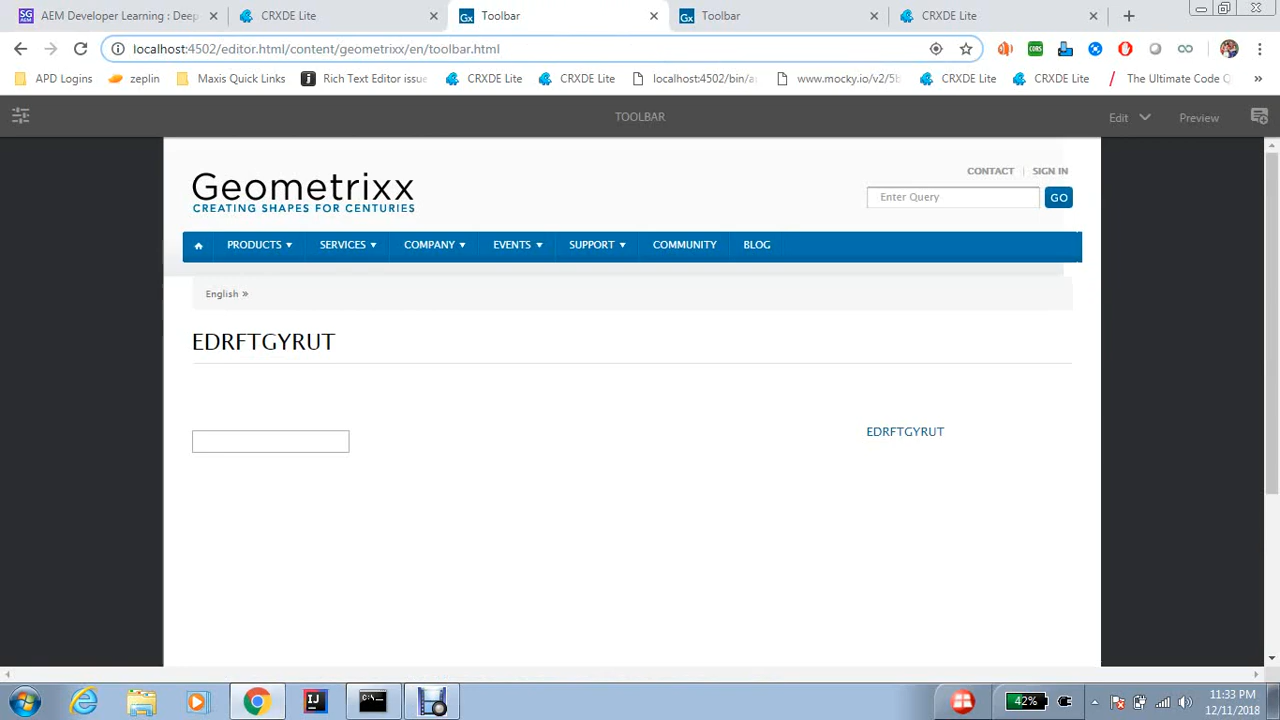 AEM Developer Learning : Deep
CRXDE Lite
Toolbar
Toolbar
CRXDE Lite
localhost:4502/editor.html/content/geometrixx/en/toolbar.html
APD Logins
zeplin
Maxis Quick Links
Rich Text Editor issue
CRXDE Lite
CRXDE Lite
localhost:4502/bin/a
www.mocky.io/v2/5b
CRXDE Lite
CRXDE Lite
The Ultimate Code Q
TOOLBAR
Edit
Preview
CONTACT | SIGN IN
Geometrixx
CREATING SHAPES FOR CENTURIES
Enter Query
GO
PRODUCTS SERVICES COMPANY EVENTS SUPPORT COMMUNITY BLOG
English »
EDRFTGYRUT
EDRFTGYRUT
42%
11:33 PM
12/11/2018